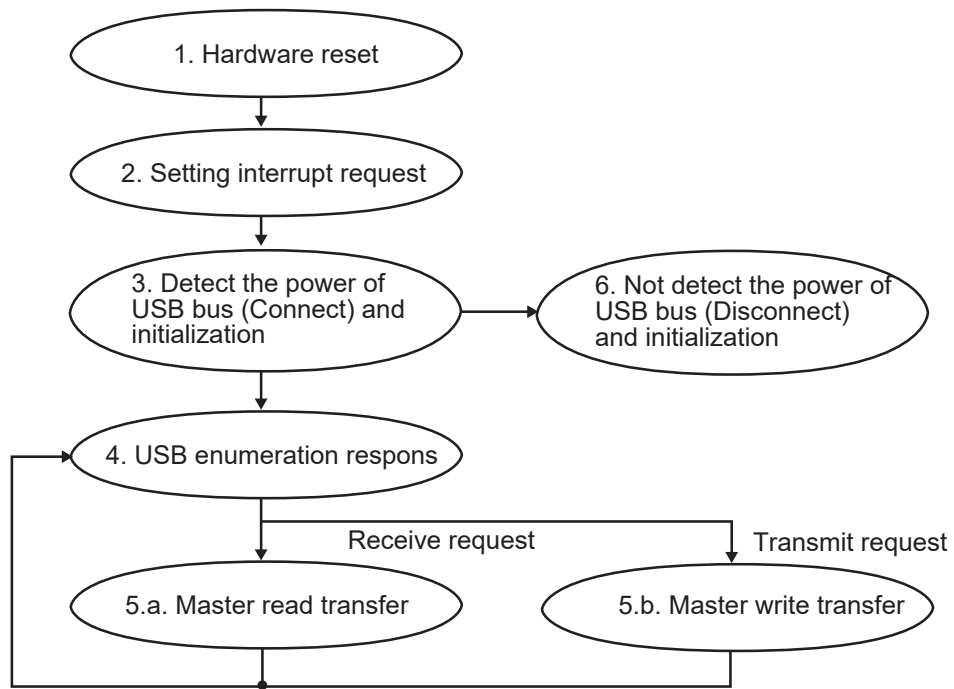 1. Hardware reset
2. Setting interrupt request
3. Detect the power of
USB bus (Connect) and
initialization
6. Not detect the power of
USB bus (Disconnect)
and initialization
4. USB enumeration respons
Receive request
Transmit request
5.a. Master read transfer
5.b. Master write transfer